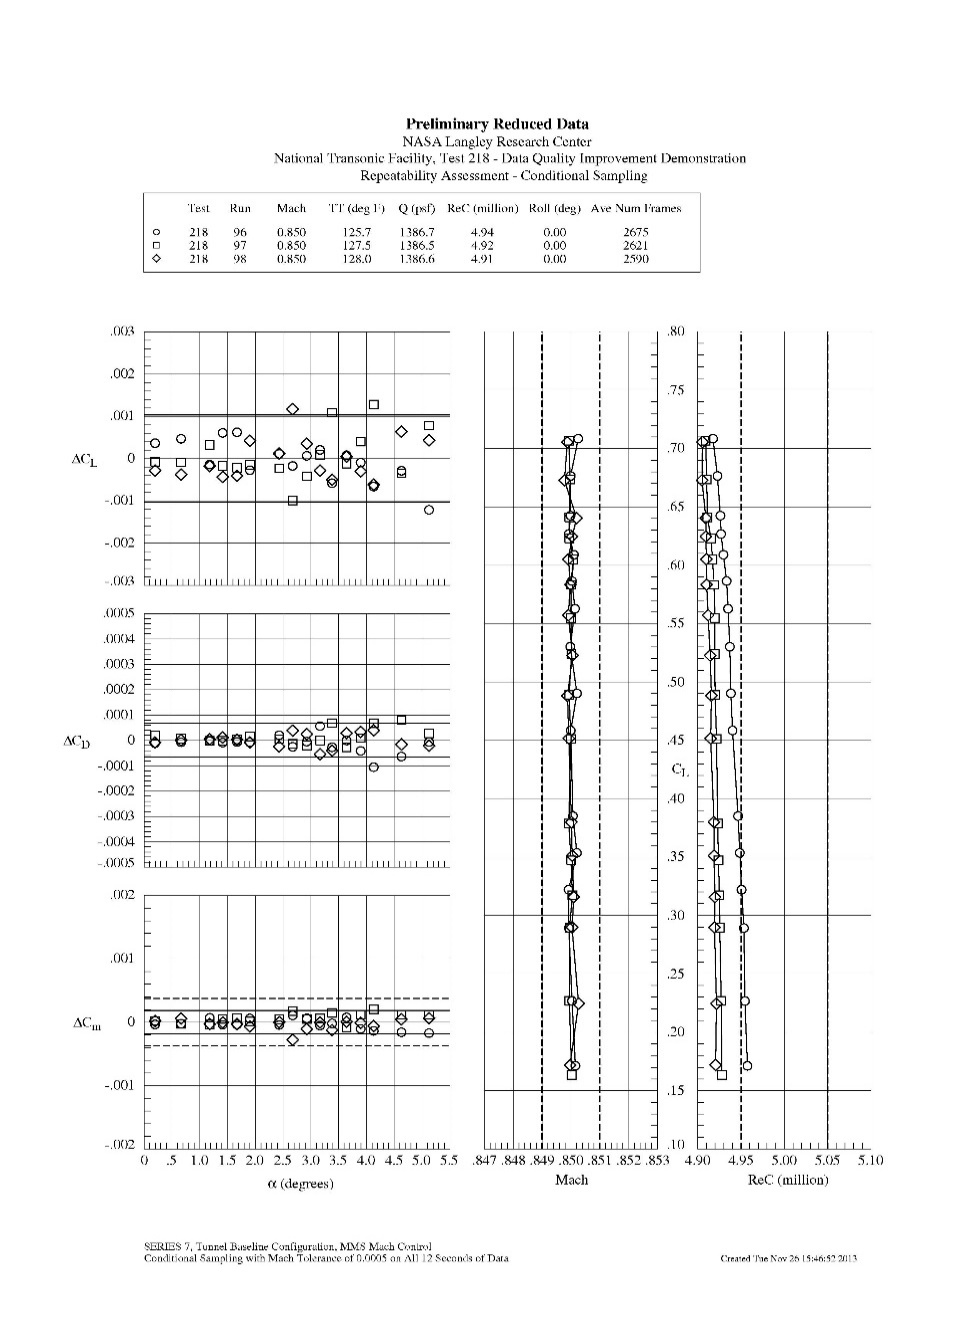 Preliminary Reduced Data
NASA Langley Research Center
National Transonic Facility, Test 218 - Data Quality Improvement Demonstration
Repeatability Assessment - Conditional Sampling
Test Run Mach TT (deg F) Q (psf) ReC (million) Roll (deg) Ave Num Frames
218 96 0.850 125.7 1386.7 4.94 0.00 2675
218 97 0.850 127.5 1386.5 4.92 0.00 2621
218 98 0.850 128.0 1386.6 4.91 0.00 2590
.003
.002
.001
ΔCL 0
-.001
-.002
-.003
.0005
.0004
.0003
.0002
.0001
ΔCD 0
-.0001
-.0002
-.0003
-.0004
-.0005
.002
.001
ΔCm 0
-.001
-.002
0 .5 1.0 1.5 2.0 2.5 3.0 3.5 4.0 4.5 5.0 5.5
α (degrees)
.847 .848 .849 .850 .851 .852 .853
Mach
.80
.75
.70
.65
.60
.55
.50
.45
CL
.40
.35
.30
.25
.20
.15
.10
4.90 4.95 5.00 5.05 5.10
ReC (million)
SERIES 7, Tunnel Baseline Configuration, MMS Mach Control
Conditional Sampling with Mach Tolerance of 0.0005 on All 12 Seconds of Data
Created Tue Nov 26 15:46:52 2013